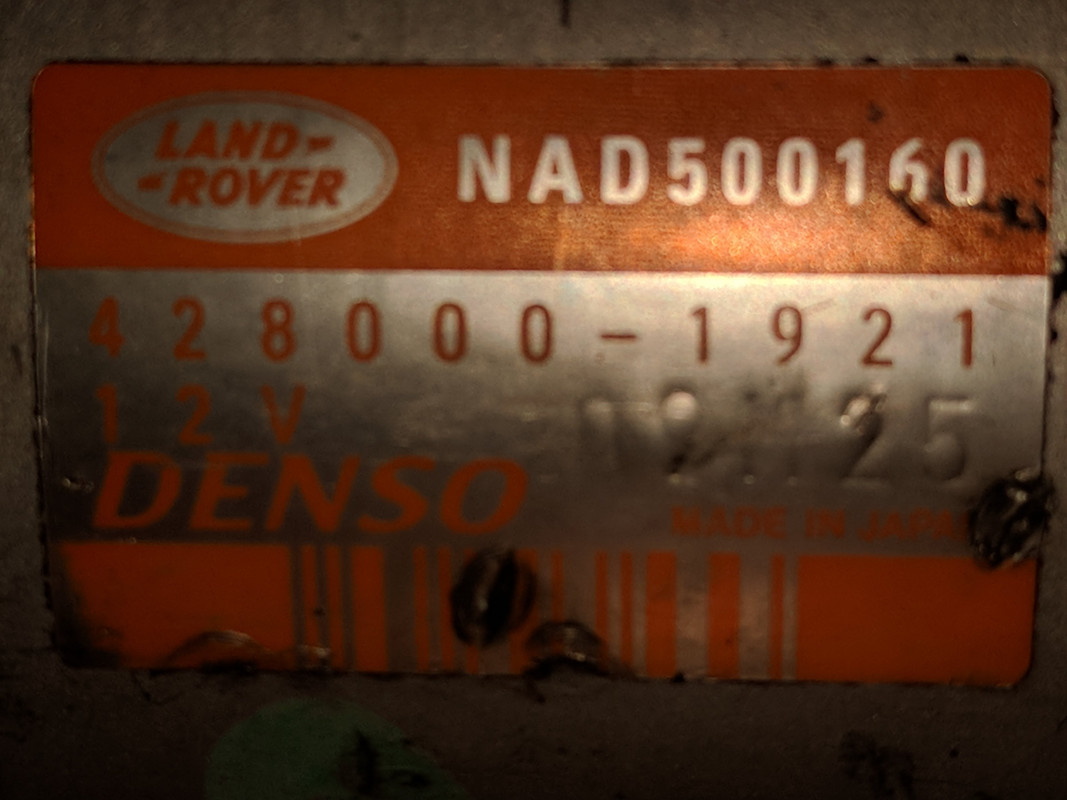 LAND-
-ROVER
NAD500160
428000-1921
12V
DENSO
MADE IN JAPAN